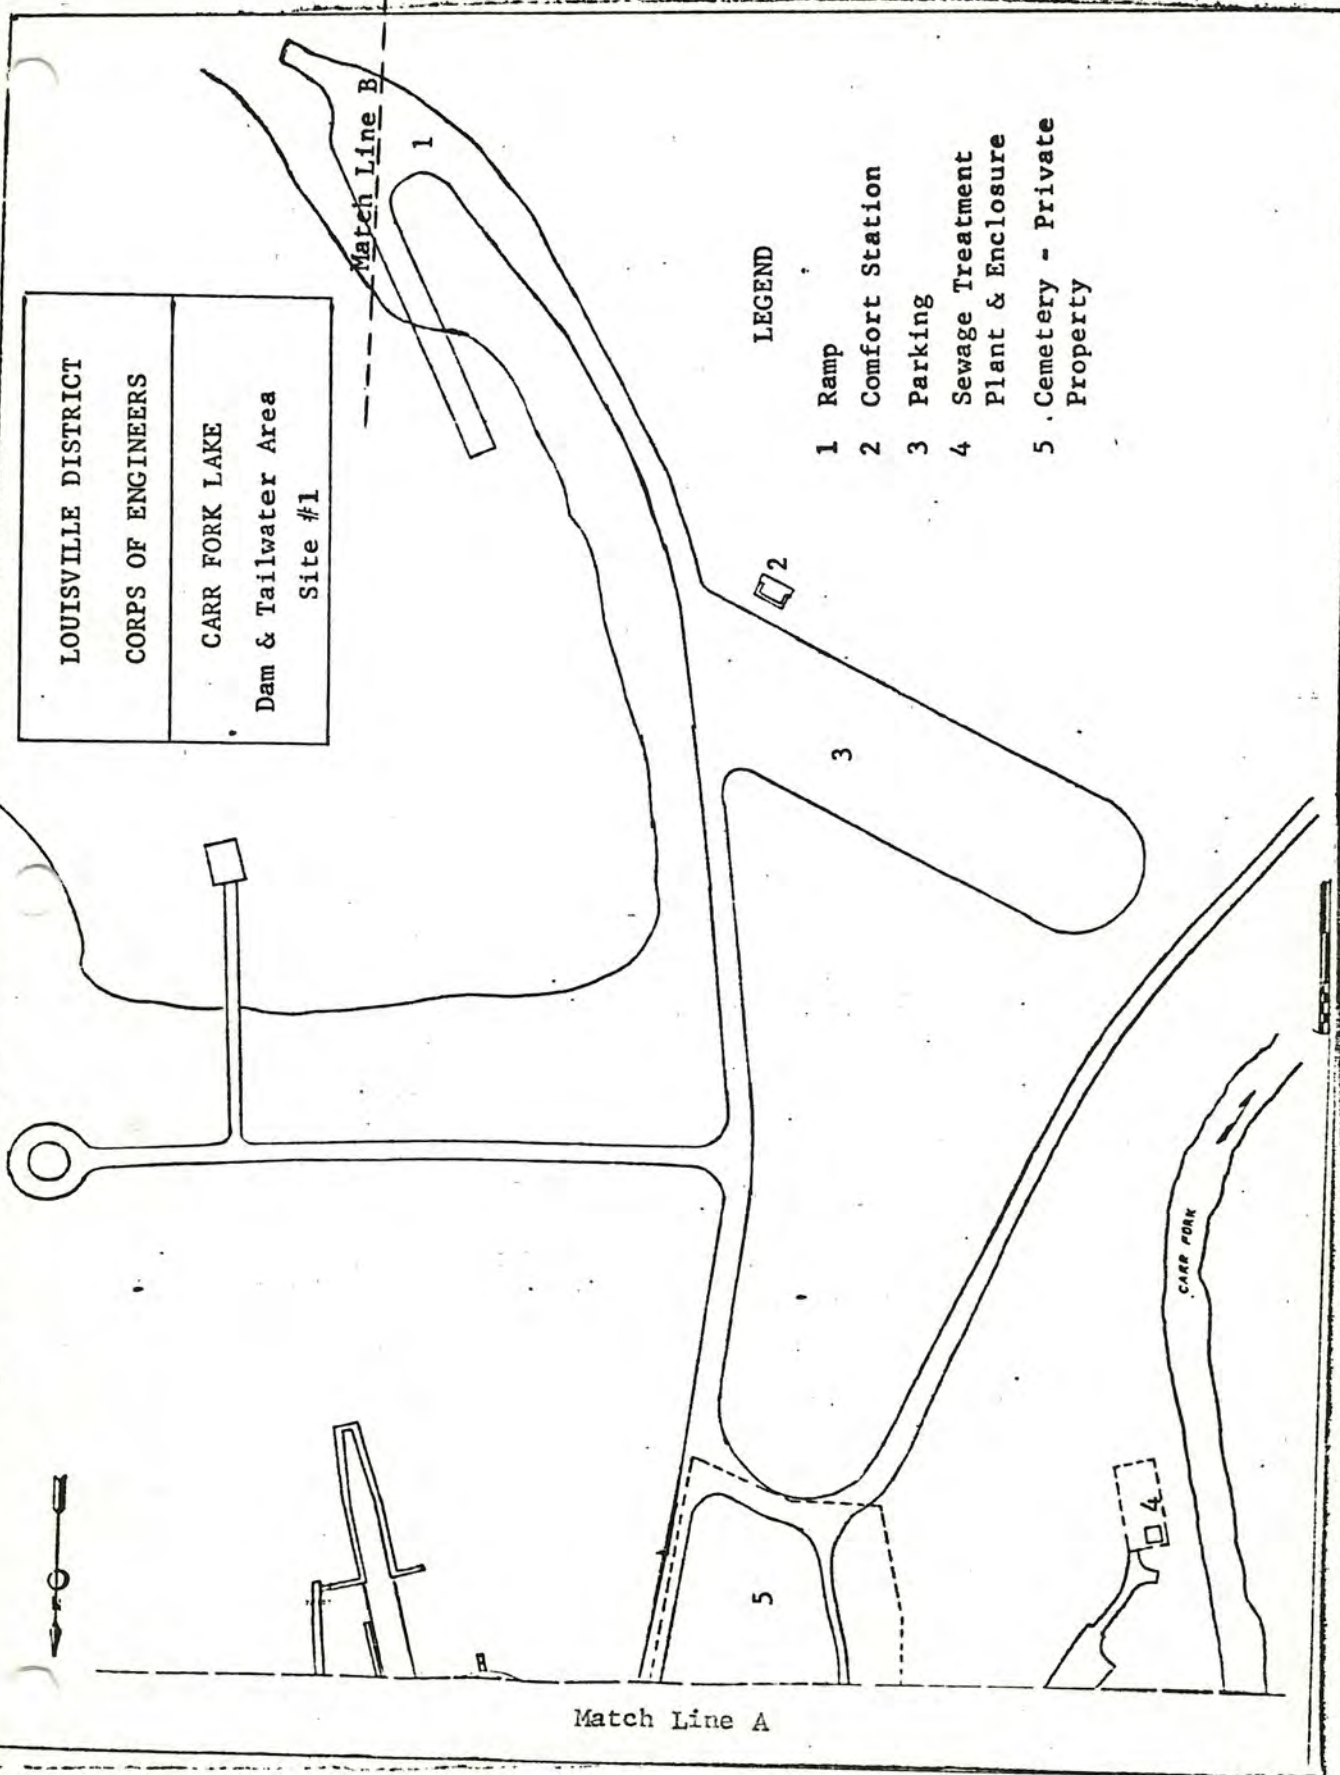 LOUISVILLE DISTRICT
CORPS OF ENGINEERS
CARR FORK LAKE
Dam & Tailwater Area
Site #1
Match Line B
1
2
3
LEGEND
1 Ramp
2 Comfort Station
3 Parking
4 Sewage Treatment
Plant & Enclosure
5 Cemetery - Private
Property
CARR FORK
4
5
Match Line A